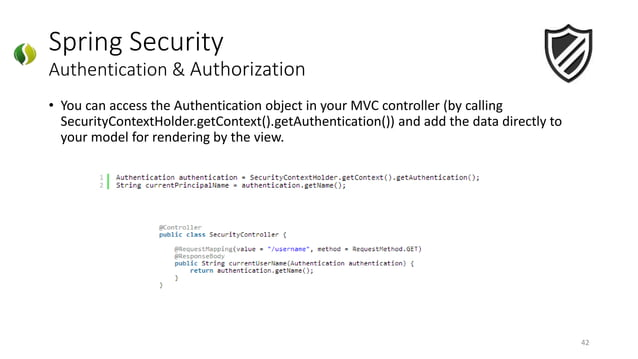 Spring Security
Authentication & Authorization
• You can access the Authentication object in your MVC controller (by calling
SecurityContextHolder.getContext().getAuthentication()) and add the data directly to
your model for rendering by the view.
1 Authentication authentication = SecurityContextHolder.getContext().getAuthentication();
2 String currentPrincipalName = authentication.getName();
@Controller
public class SecurityController {
@RequestMapping(value = "/username", method = RequestMethod.GET)
@ResponseBody
public String currentUserName(Authentication authentication) {
return authentication.getName();
}
}
42